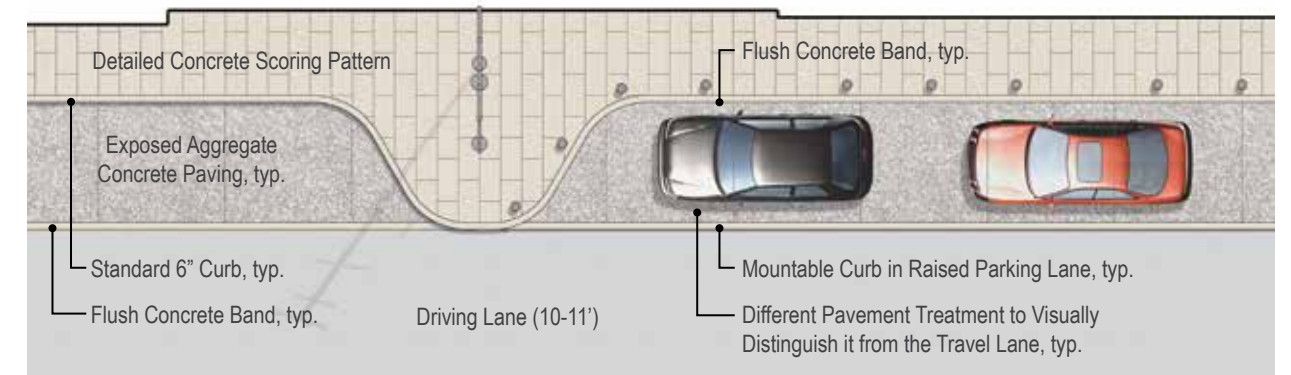 Detailed Concrete Scoring Pattern
Flush Concrete Band, typ.
Exposed Aggregate
Concrete Paving, typ.
Standard 6” Curb, typ.
Flush Concrete Band, typ.
Driving Lane (10-11’)
Mountable Curb in Raised Parking Lane, typ.
Different Pavement Treatment to Visually
Distinguish it from the Travel Lane, typ.